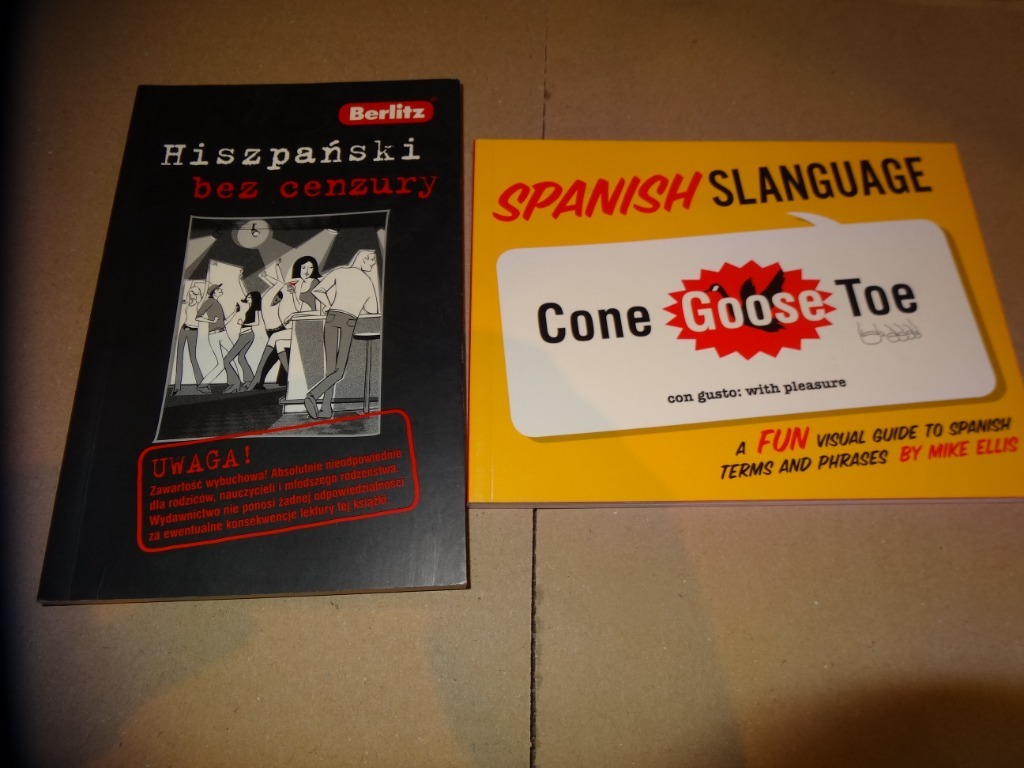 Berlitz
Hiszpański
bez cenzury
UWAGA!
Zawartość wybuchowa! Absolutnie nieodpowiednie
dla rodziców, nauczycieli i młodszego rodzeństwa.
Wydawnictwo nie ponosi żadnej odpowiedzialności
za ewentualne konsekwencje lektury tej książki.
SPANISH SLANGUAGE
Cone Goose Toe
con gusto: with pleasure
A FUN VISUAL GUIDE TO SPANISH
TERMS AND PHRASES BY MIKE ELLIS